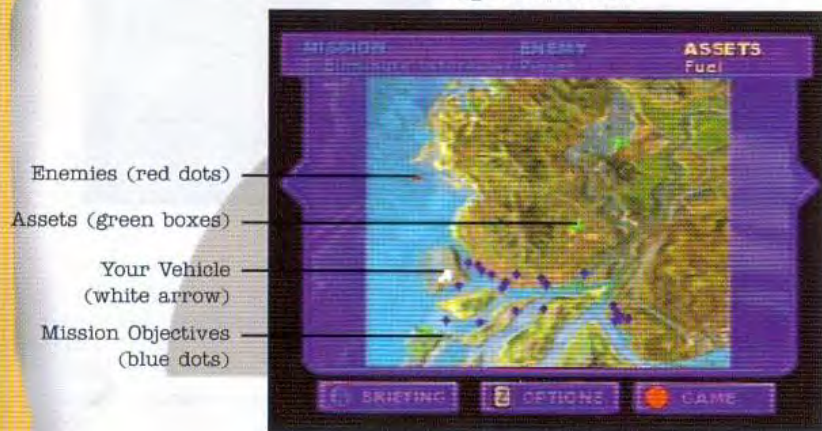 MISSION ENEMY ASSETS
Fuel
Enemies (red dots)
Assets (green boxes)
Your Vehicle
(white arrow)
Mission Objectives
(blue dots)
BRIEFING Z OPTIONS GAME